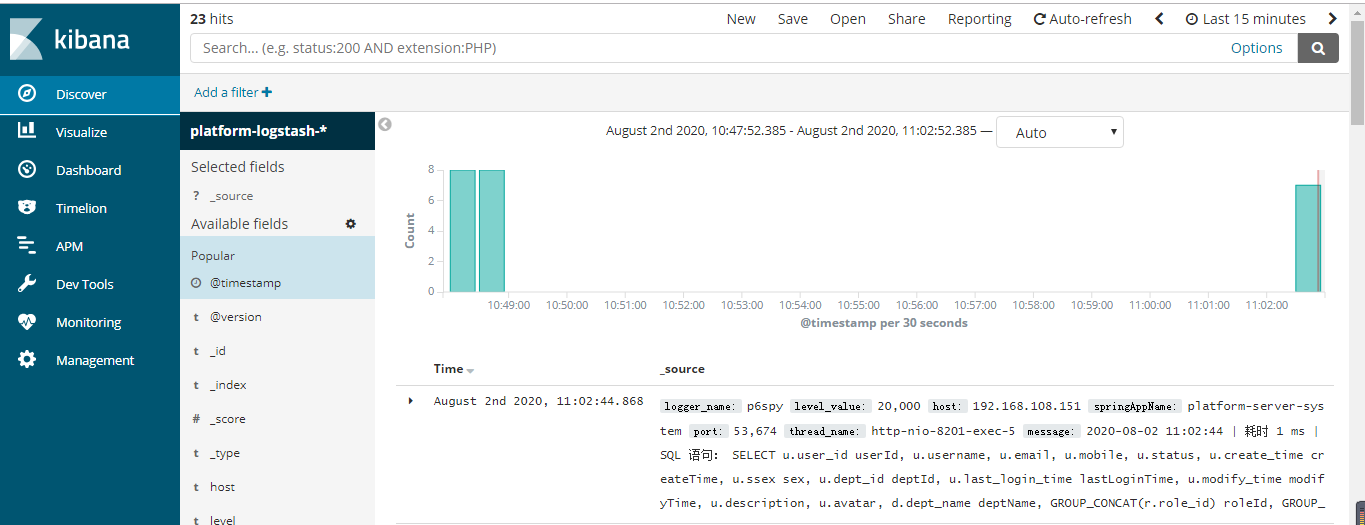 kibana
Discover
Visualize
Dashboard
Timelion
APM
Dev Tools
Monitoring
Management
23 hits
New Save Open Share Reporting Auto-refresh Last 15 minutes
Search... (e.g. status:200 AND extension:PHP) Options
Add a filter
platform-logstash-*
Selected fields
? _source
Available fields
Popular
@timestamp
t @version
t _id
t _index
# _score
t _type
t host
t level
August 2nd 2020, 10:47:52.385 - August 2nd 2020, 11:02:52.385 — Auto
8
6
4
2
0
Count
10:49:00 10:50:00 10:51:00 10:52:00 10:53:00 10:54:00 10:55:00 10:56:00 10:57:00 10:58:00 10:59:00 11:00:00 11:01:00 11:02:00
@timestamp per 30 seconds
Time _source
August 2nd 2020, 11:02:44.868
logger_name: p6spy level_value: 20,000 host: 192.168.108.151 springAppName: platform-server-sys
tem port: 53,674 thread_name: http-nio-8201-exec-5 message: 2020-08-02 11:02:44 | 耗时 1 ms |
SQL 语句： SELECT u.user_id userId, u.username, u.email, u.mobile, u.status, u.create_time cr
eateTime, u.ssex sex, u.dept_id deptId, u.last_login_time lastLoginTime, u.modify_time modif
yTime, u.description, u.avatar, d.dept_name deptName, GROUP_CONCAT(r.role_id) roleId, GROUP_